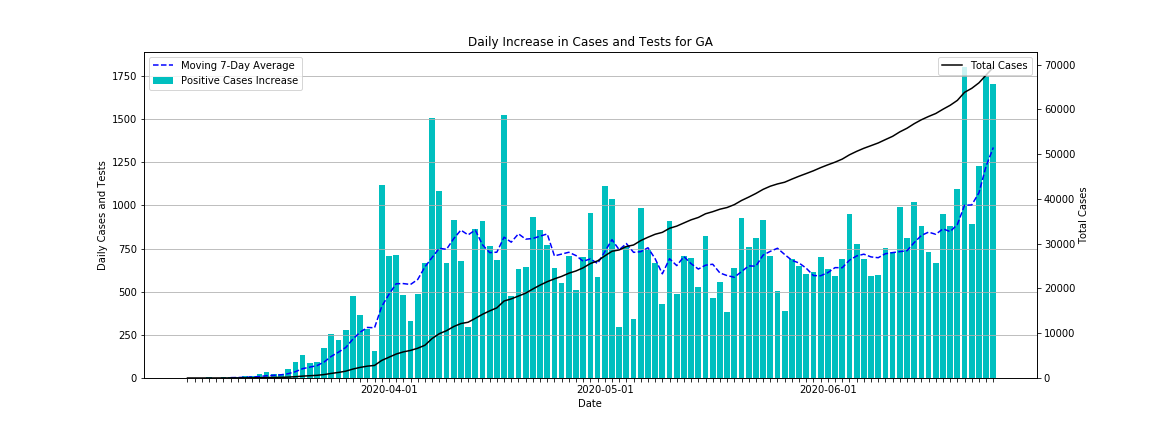 Daily Increase in Cases and Tests for GA
Moving 7-Day Average
Positive Cases Increase
Total Cases
1750
1500
1250
1000
750
500
250
0
Daily Cases and Tests
70000
60000
50000
40000
30000
20000
10000
0
Total Cases
2020-04-01
2020-05-01
2020-06-01
Date